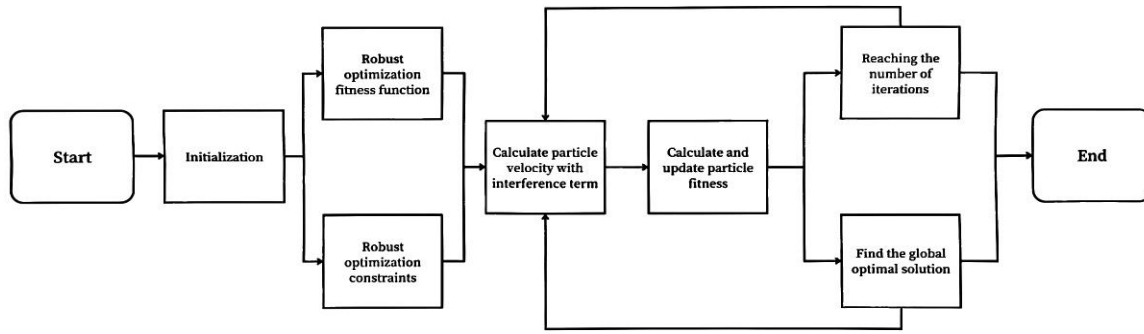 Start
Initialization
Robust
optimization
fitness function
Robust
optimization
constraints
Calculate particle
velocity with
interference term
Calculate and
update particle
fitness
Reaching the
number of
iterations
Find the global
optimal solution
End